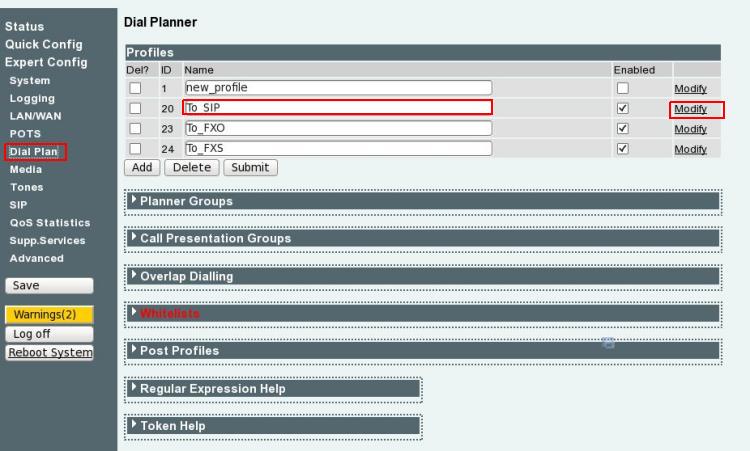 Status
Quick Config
Expert Config
System
Logging
LAN/WAN
POTS
Dial Plan
Media
Tones
SIP
QoS Statistics
Supp.Services
Advanced
Save
Warnings(2)
Log off
Reboot System
Dial Planner
Profiles
Del? ID Name Enabled
1 new_profile Modify
20 To_SIP Modify
23 To_FXO Modify
24 To_FXS Modify
Add Delete Submit
Planner Groups
Call Presentation Groups
Overlap Dialling
Whitelists
Post Profiles
Regular Expression Help
Token Help